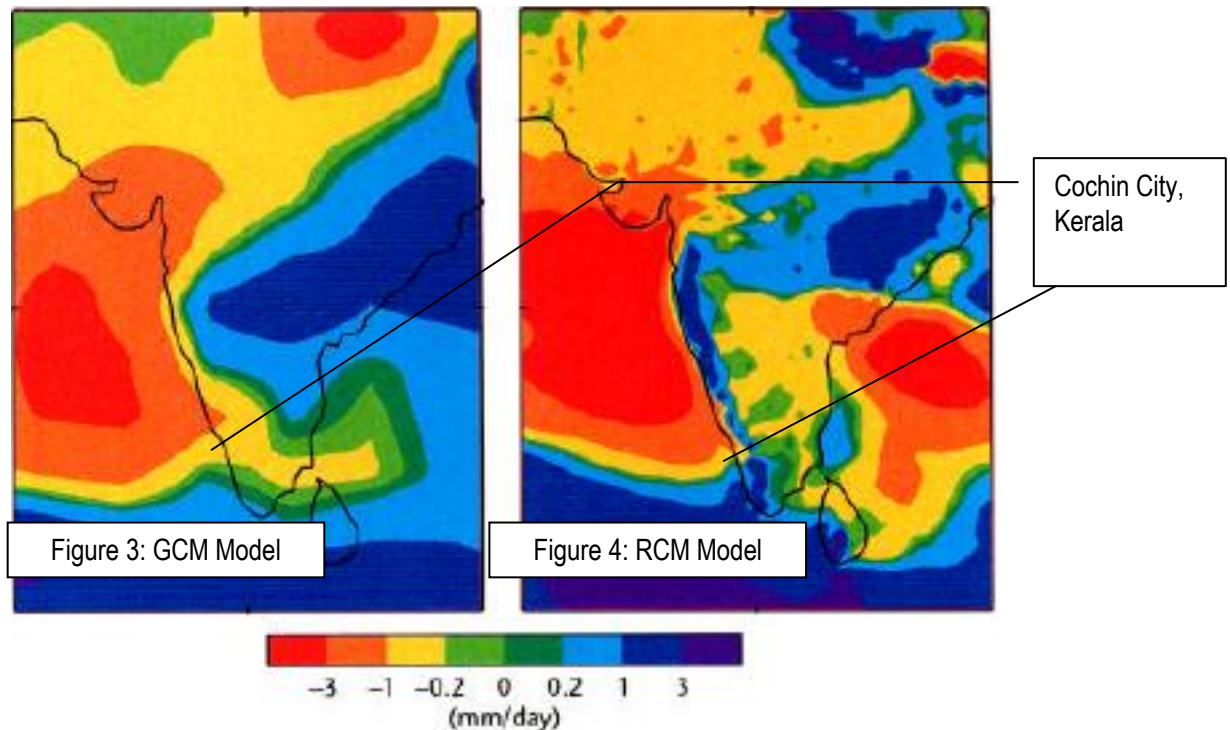 Cochin City,
Kerala
Figure 3: GCM Model
Figure 4: RCM Model
−3 −1 −0.2 0 0.2 1 3
(mm/day)